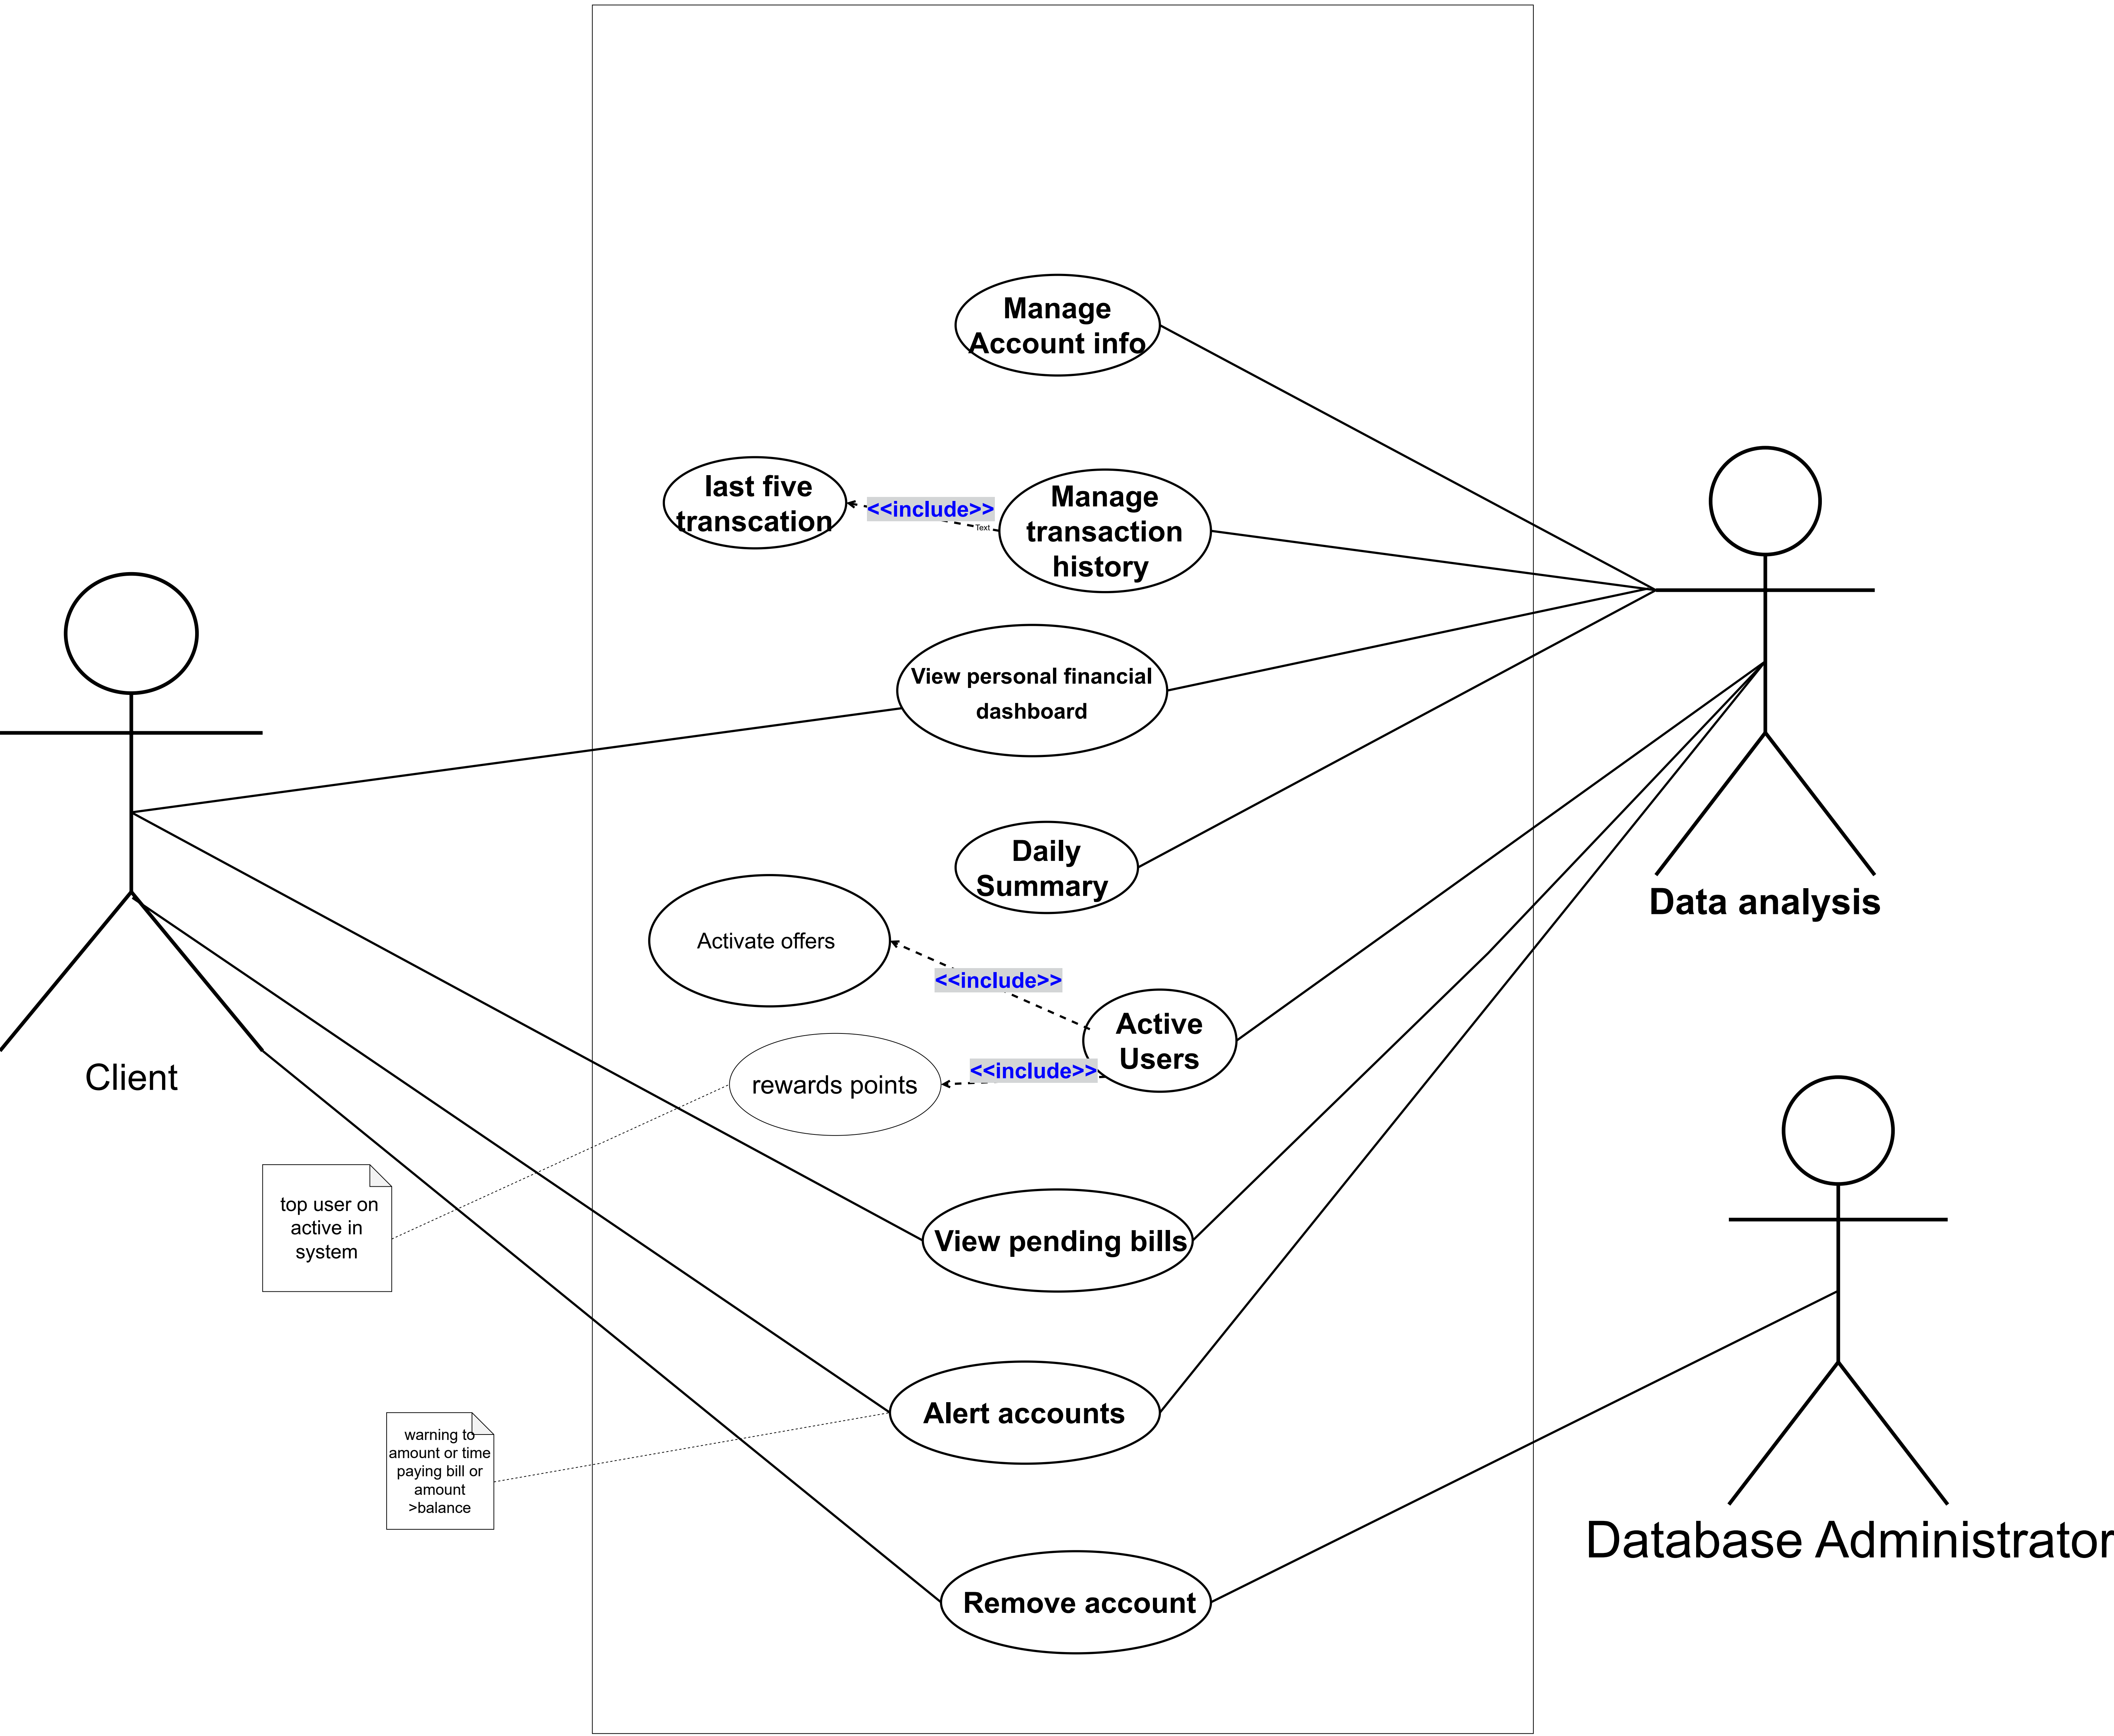 Manage
Account info
last five
transcation
<<include>>
Text
Manage
transaction
history
View personal financial
dashboard
Daily
Summary
Data analysis
Activate offers
<<include>>
Active
Users
<<include>>
rewards points
Client
top user on
active in
system
View pending bills
Alert accounts
warning to
amount or time
paying bill or
amount
>balance
Database Administrator
Remove account